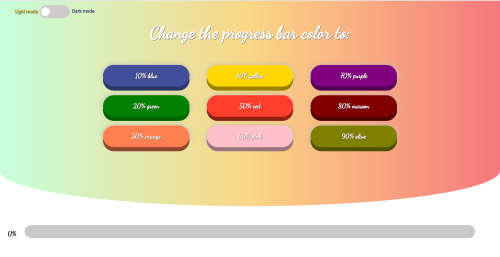 Light mode
Dark mode
Change the progress bar color to:
10% blue
40% yellow
70% purple
20% green
50% red
80% maroon
30% orange
60% pink
90% olive
0%